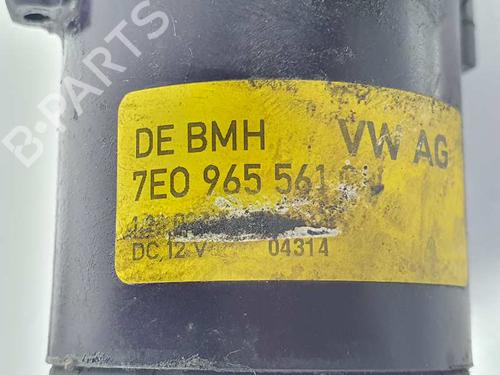 B-PARTS
DE BMH VW AG
7E0 965 561
DC, 12 V 04314